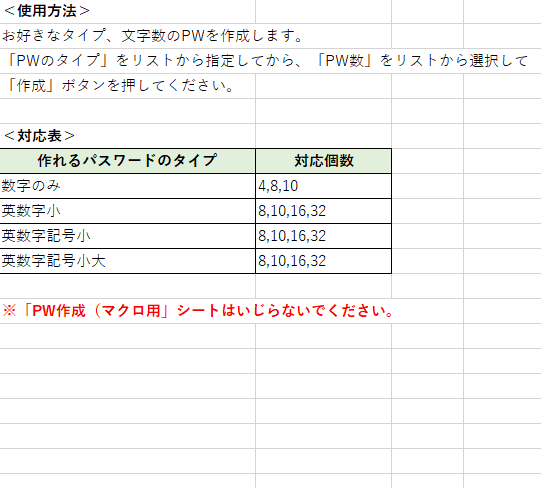 ＜使用方法＞
お好きなタイプ、文字数のPWを作成します。
「PWのタイプ」をリストから指定してから、「PW数」をリストから選択して
「作成」ボタンを押してください。
＜対応表＞
作れるパスワードのタイプ 対応個数
数字のみ 4,8,10
英数字小 8,10,16,32
英数字記号小 8,10,16,32
英数字記号小大 8,10,16,32
※「PW作成（マクロ用」シートはいじらないでください。